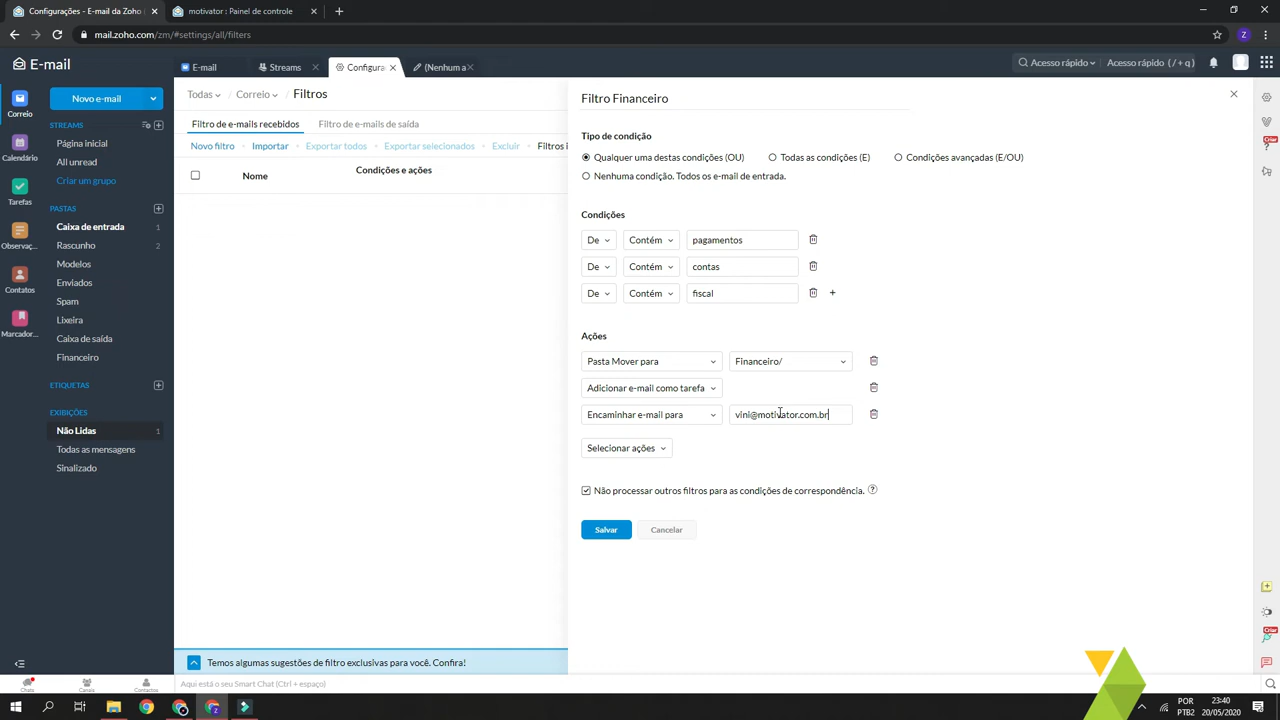 Configurações - E-mail da Zoho
motivator : Painel de controle
mail.zoho.com/zm/#settings/all/filters
E-mail
E-mail
Streams
Configura
(Nenhum a
Acesso rápido
Acesso rápido ( / + q )
Novo e-mail
Correio
Calendário
Tarefas
Observaç...
Contatos
Marcador...
STREAMS
Página inicial
All unread
Criar um grupo
PASTAS
Caixa de entrada 1
Rascunho 2
Modelos
Enviados
Spam
Lixeira
Caixa de saída
Financeiro
ETIQUETAS
EXIBIÇÕES
Não Lidas 1
Todas as mensagens
Sinalizado
Todas
Correio
Filtros
Filtro de e-mails recebidos
Filtro de e-mails de saída
Novo filtro
Importar
Exportar todos
Exportar selecionados
Excluir
Filtros i
Nome
Condições e ações
Filtro Financeiro
Tipo de condição
Qualquer uma destas condições (OU)
Todas as condições (E)
Condições avançadas (E/OU)
Nenhuma condição. Todos os e-mail de entrada.
Condições
De Contém pagamentos
De Contém contas
De Contém fiscal
Ações
Pasta Mover para Financeiro/
Adicionar e-mail como tarefa
Encaminhar e-mail para vini@motivator.com.br
Selecionar ações
Não processar outros filtros para as condições de correspondência.
Salvar
Cancelar
Temos algumas sugestões de filtro exclusivas para você. Confira!
Chats
Canais
Contactos
Aqui está o seu Smart Chat (Ctrl + espaço)
Criar
POR
PTB2
23:40
20/05/2020